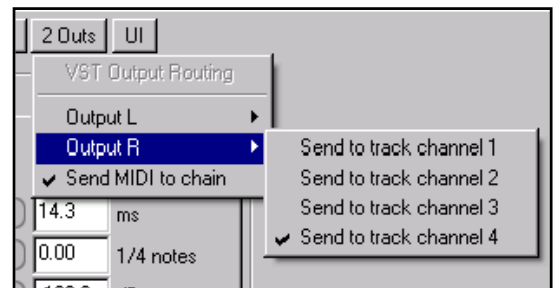 2 Outs UI
VST Output Routing
Output L
Output R
Send MIDI to chain
Send to track channel 1
Send to track channel 2
Send to track channel 3
Send to track channel 4
14.3 ms
0.00 1/4 notes